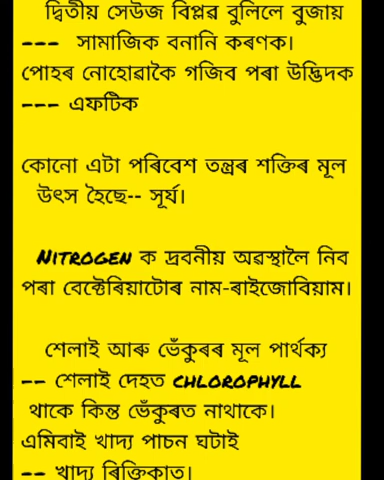 দ্বিতীয় সেউজ বিপ্লৱ বুলিলে বুজায়
--- সামাজিক বনানি কৰণক।
পোহৰ নোহোৱাকৈ গজিব পৰা উদ্ভিদক
--- এফটিক
কোনো এটা পৰিবেশ তন্ত্ৰৰ শক্তিৰ মূল
উৎস হৈছে-- সূৰ্য।
NITROGEN ক দ্ৰবনীয় অৱস্থালৈ নিব
পৰা বেক্টেৰিয়াটোৰ নাম-ৰাইজোবিয়াম।
শেলাই আৰু ভেঁকুৰৰ মূল পাৰ্থক্য
-- শেলাই দেহত CHLOROPHYLL
থাকে কিন্ত ভেঁকুৰত নাথাকে।
এমিবাই খাদ্য পাচন ঘটাই
-- খাদ্য ৰিক্তিকাত।